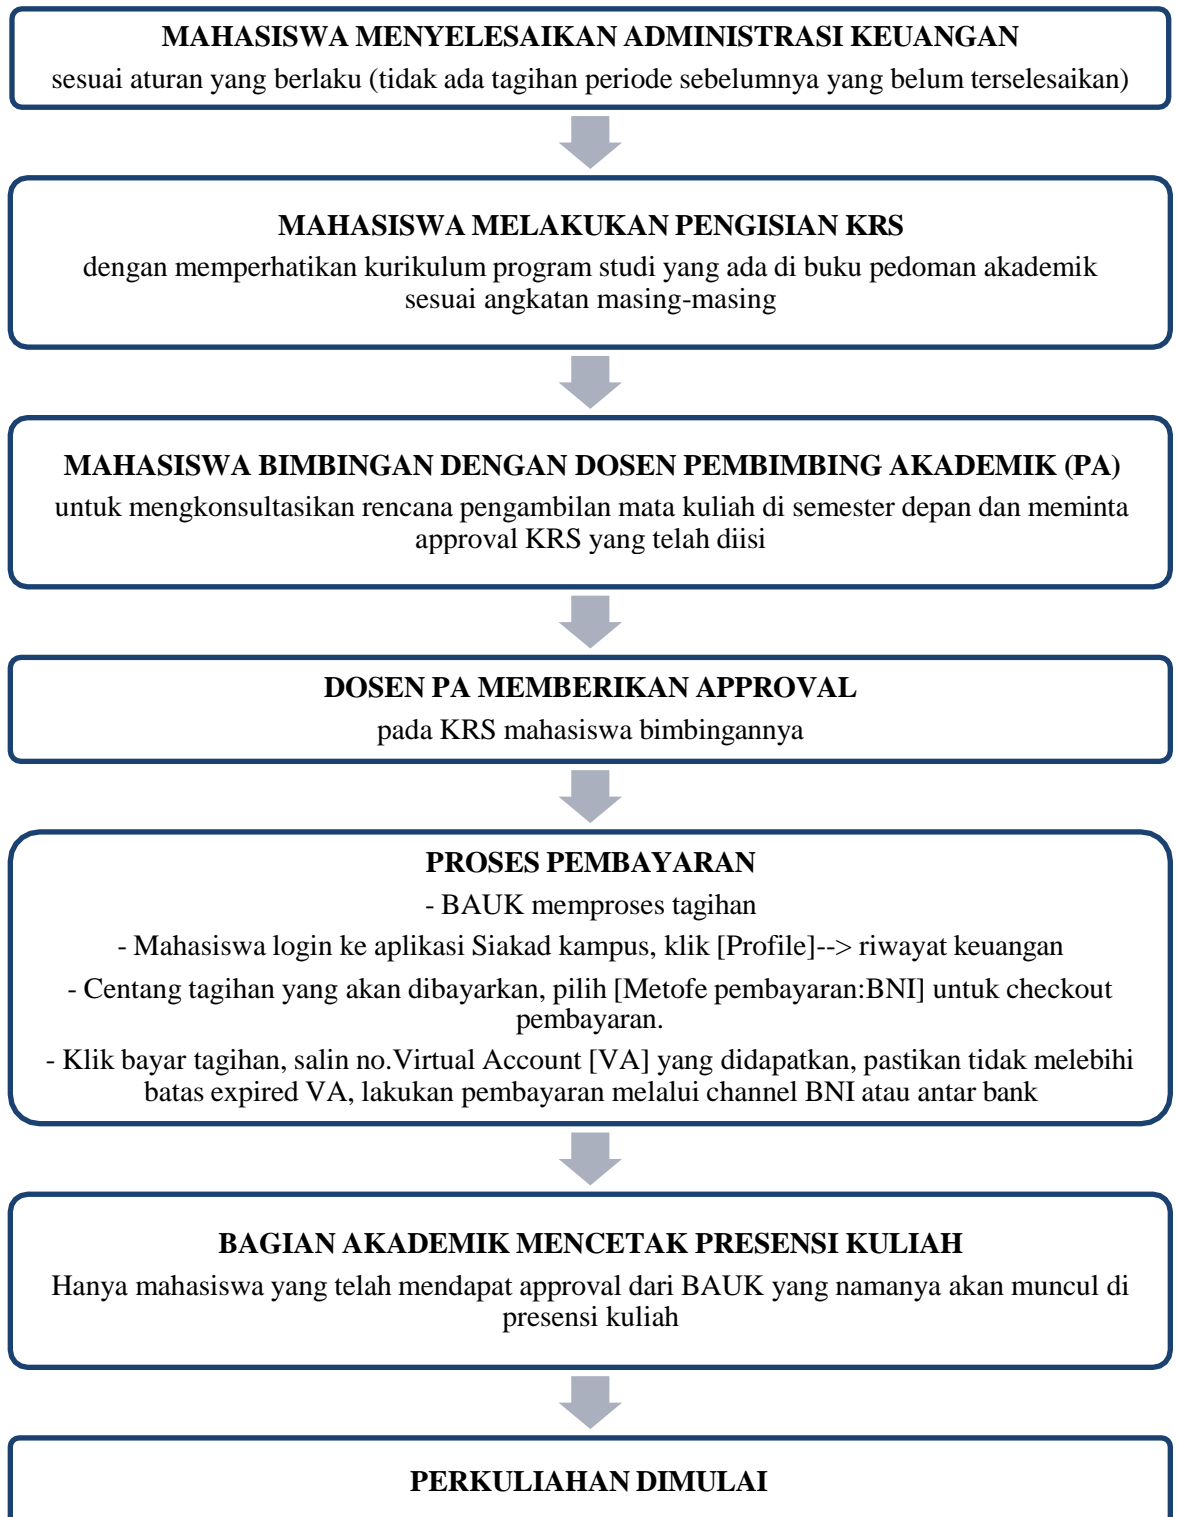 MAHASISWA MENYELESAIKAN ADMINISTRASI KEUANGAN
sesuai aturan yang berlaku (tidak ada tagihan periode sebelumnya yang belum terselesaikan)
MAHASISWA MELAKUKAN PENGISIAN KRS
dengan memperhatikan kurikulum program studi yang ada di buku pedoman akademik
sesuai angkatan masing-masing
MAHASISWA BIMBINGAN DENGAN DOSEN PEMBIMBING AKADEMIK (PA)
untuk mengkonsultasikan rencana pengambilan mata kuliah di semester depan dan meminta
approval KRS yang telah diisi
DOSEN PA MEMBERIKAN APPROVAL
pada KRS mahasiswa bimbingannya
PROSES PEMBAYARAN
- BAUK memproses tagihan
- Mahasiswa login ke aplikasi Siakad kampus, klik [Profile]--> riwayat keuangan
- Centang tagihan yang akan dibayarkan, pilih [Metofe pembayaran:BNI] untuk checkout
pembayaran.
- Klik bayar tagihan, salin no.Virtual Account [VA] yang didapatkan, pastikan tidak melebihi
batas expired VA, lakukan pembayaran melalui channel BNI atau antar bank
BAGIAN AKADEMIK MENCETAK PRESENSI KULIAH
Hanya mahasiswa yang telah mendapat approval dari BAUK yang namanya akan muncul di
presensi kuliah
PERKULIAHAN DIMULAI